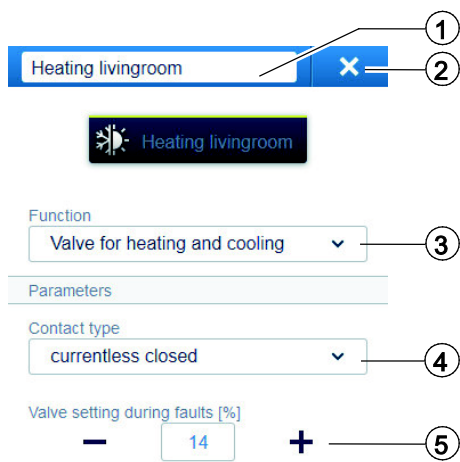 1
Heating livingroom
2
Heating livingroom
Function
Valve for heating and cooling
3
Parameters
Contact type
currentless closed
4
Valve setting during faults [%]
14
5